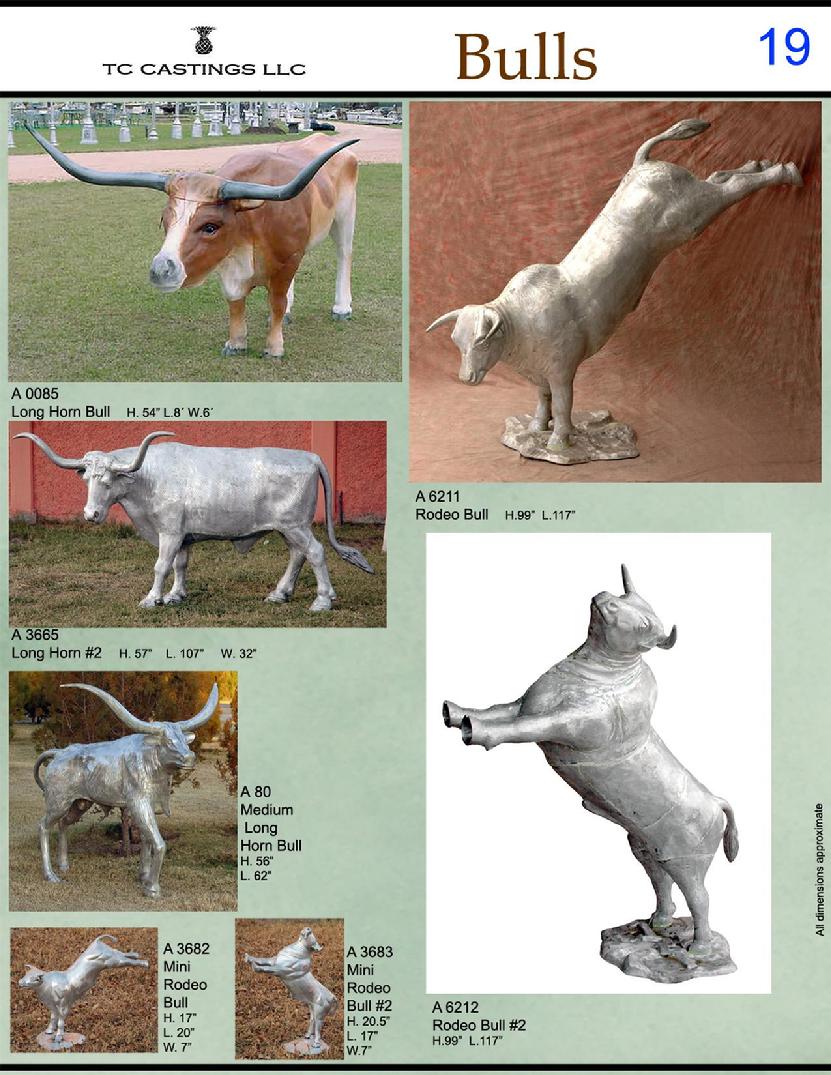 TC CASTINGS LLC
Bulls
19
A 0085
Long Horn Bull H. 54" L.8' W.6'
A 6211
Rodeo Bull H.99" L.117"
A 3665
Long Horn #2 H. 57" L. 107" W. 32"
A 80
Medium
Long
Horn Bull
H. 56"
L. 62"
A 3682
Mini
Rodeo
Bull
H. 17"
L. 20"
W. 7"
A 3683
Mini
Rodeo
Bull #2
H. 20.5"
L. 17"
W.7"
A 6212
Rodeo Bull #2
H.99" L.117"
All dimensions approximate